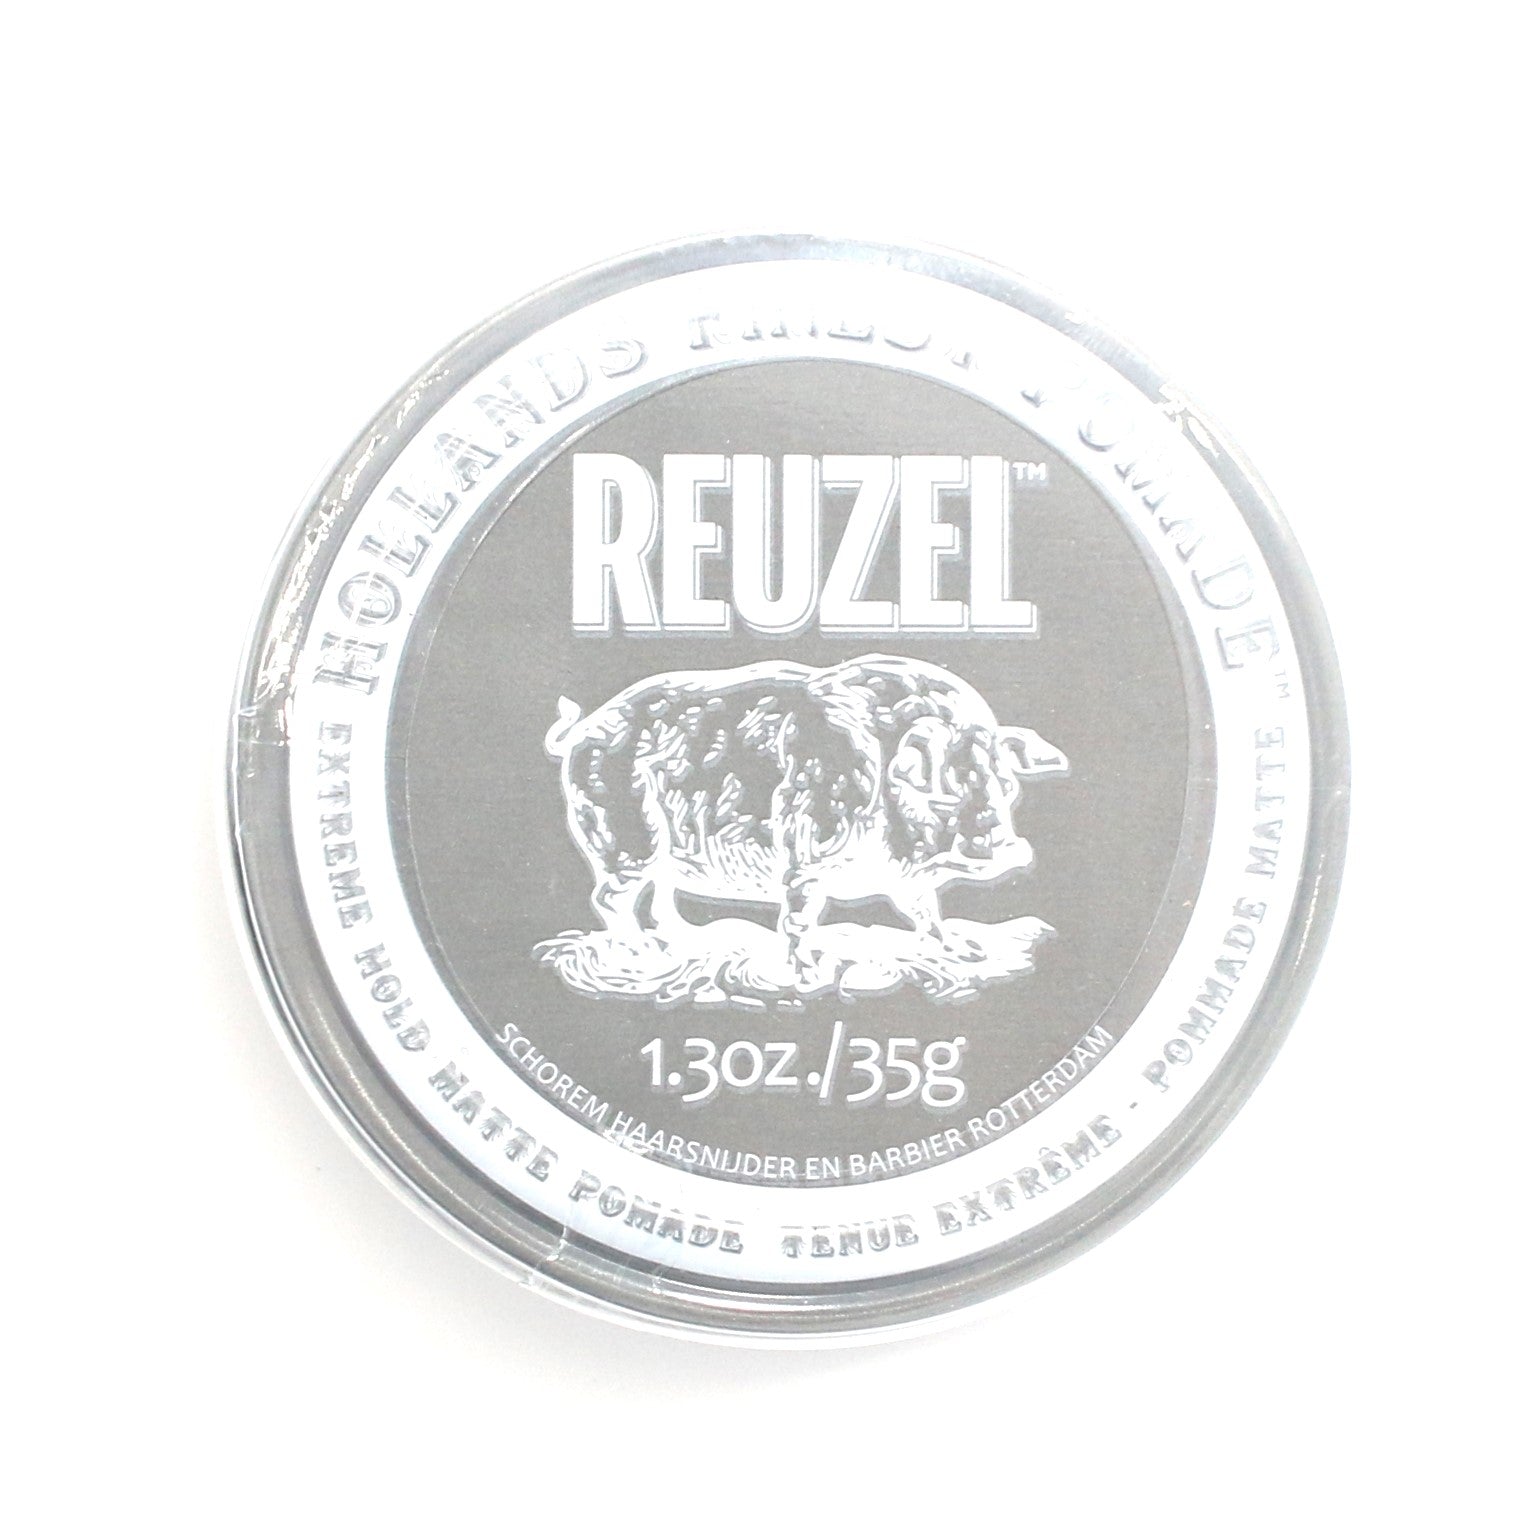 HOLLANDS FINEST POMADE™
REUZEL™
1.3oz./35g
SCHOREM HAARSNIJDER EN BARBIER ROTTERDAM
EXTREME HOLD MATTE POMADE
TENUE EXTRÊME - POMMADE MATTE